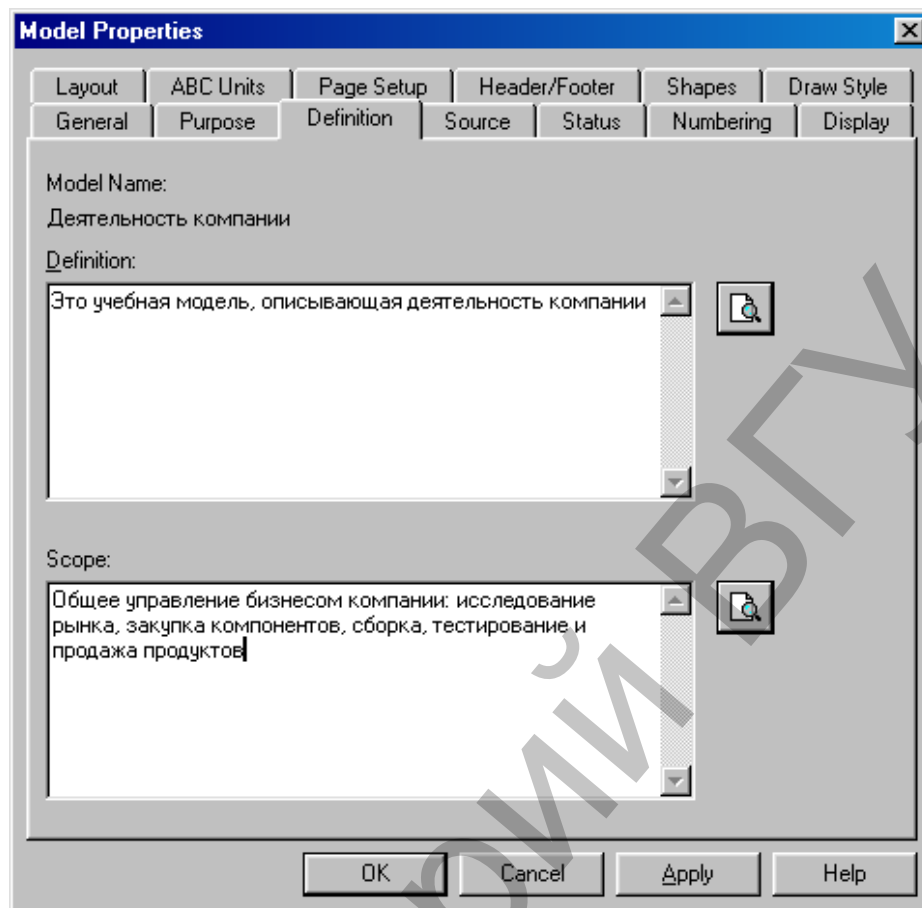 Model Properties
Layout ABC Units Page Setup Header/Footer Shapes Draw Style
General Purpose Definition Source Status Numbering Display
Model Name:
Деятельность компании
Definition:
Это учебная модель, описывающая деятельность компании
Scope:
Общее управление бизнесом компании: исследование
рынка, закупка компонентов, сборка, тестирование и
продажа продуктов
OK Cancel Apply Help
ВГУ